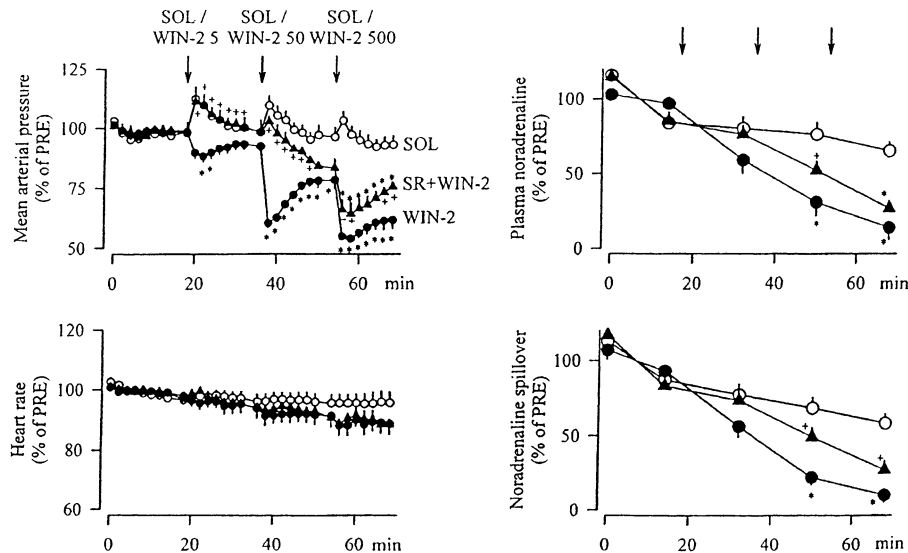 SOL / SOL / SOL /
WIN-2 5 WIN-2 50 WIN-2 500
Mean arterial pressure
(% of PRE)
125
100
75
50
0 20 40 60 min
SOL
SR+WIN-2
WIN-2
Plasma noradrenaline
(% of PRE)
100
50
0
0 20 40 60 min
Heart rate
(% of PRE)
120
100
80
60
0 20 40 60 min
Noradrenaline spillover
(% of PRE)
100
50
0
0 20 40 60 min